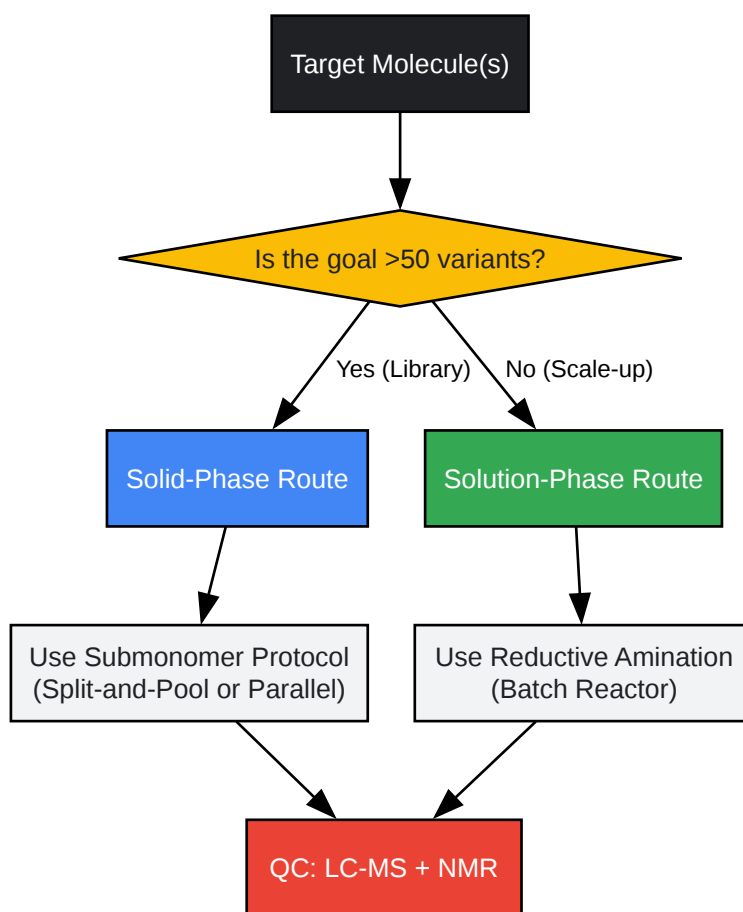 Target Molecule(s)
Is the goal >50 variants?
Yes (Library)
No (Scale-up)
Solid-Phase Route
Solution-Phase Route
Use Submonomer Protocol
(Split-and-Pool or Parallel)
Use Reductive Amination
(Batch Reactor)
QC: LC-MS + NMR